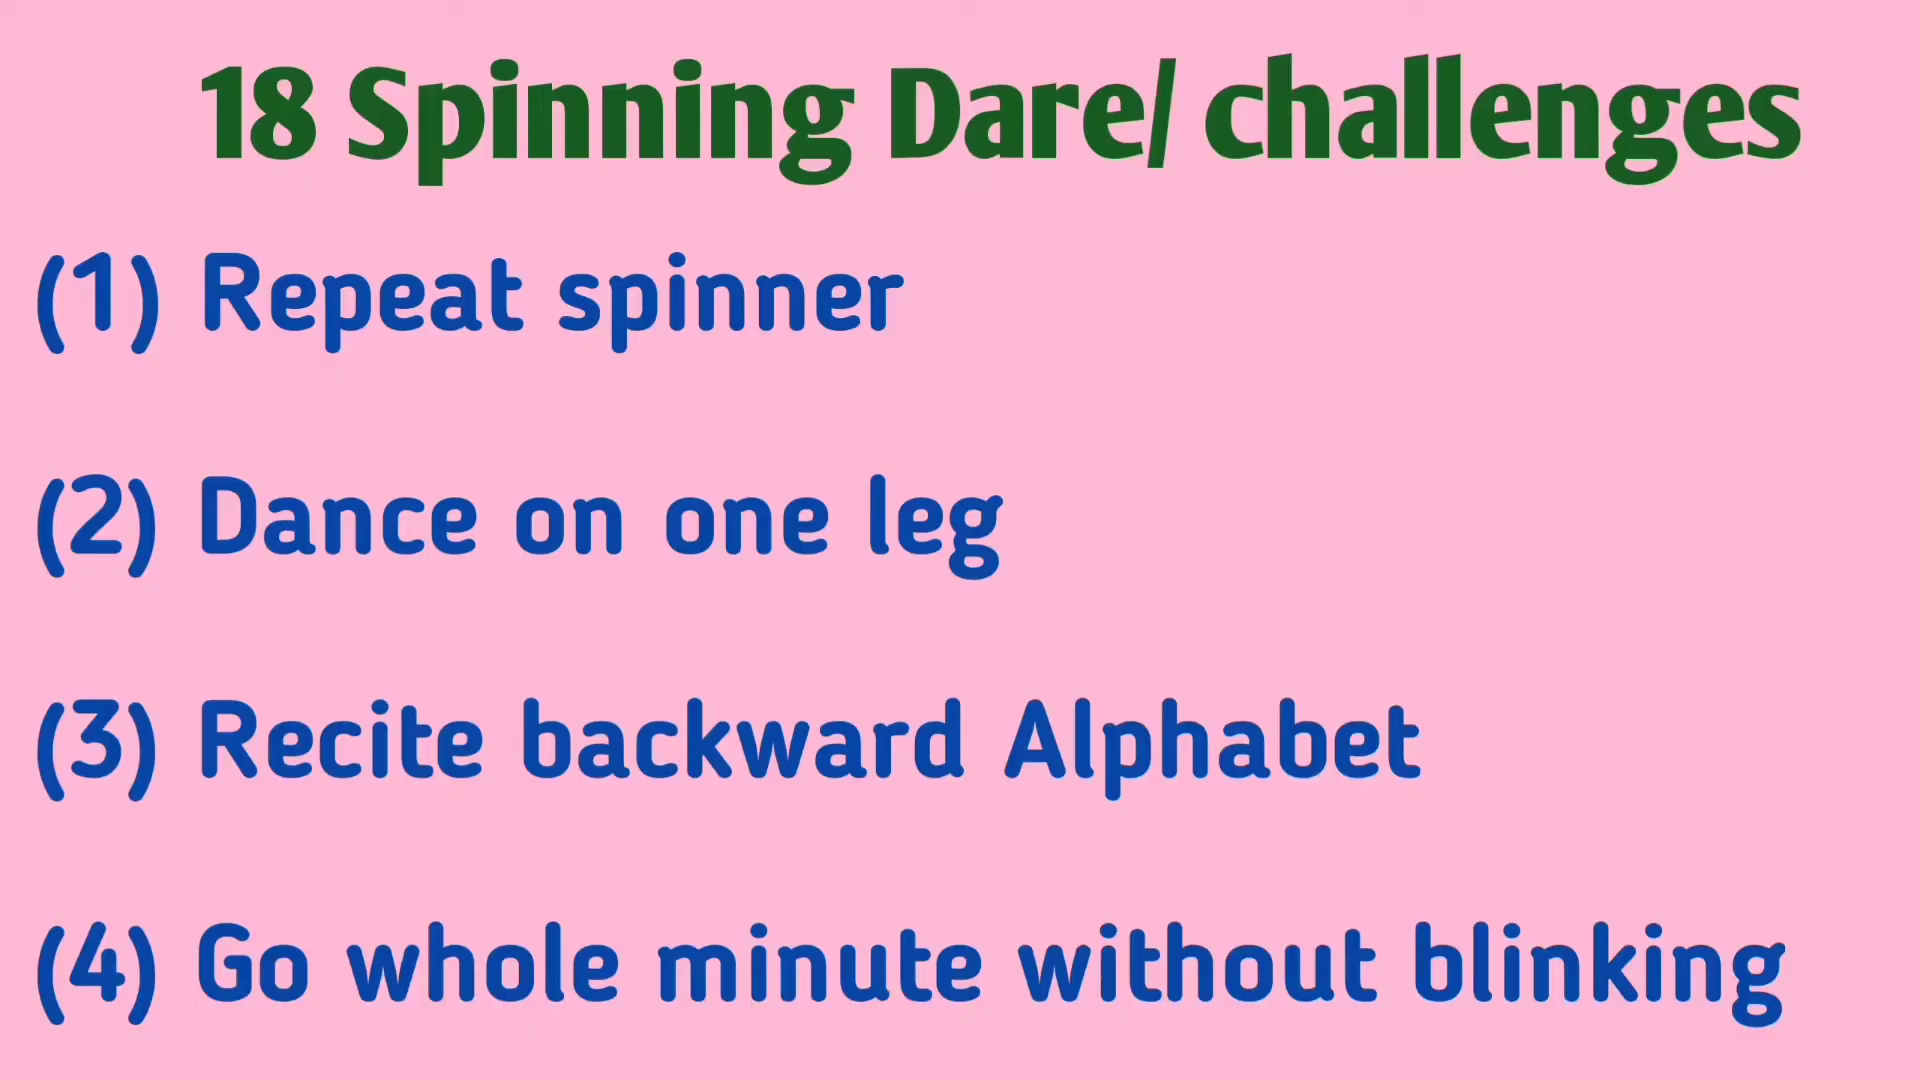 18 Spinning Dare/ challenges
(1) Repeat spinner
(2) Dance on one leg
(3) Recite backward Alphabet
(4) Go whole minute without blinking